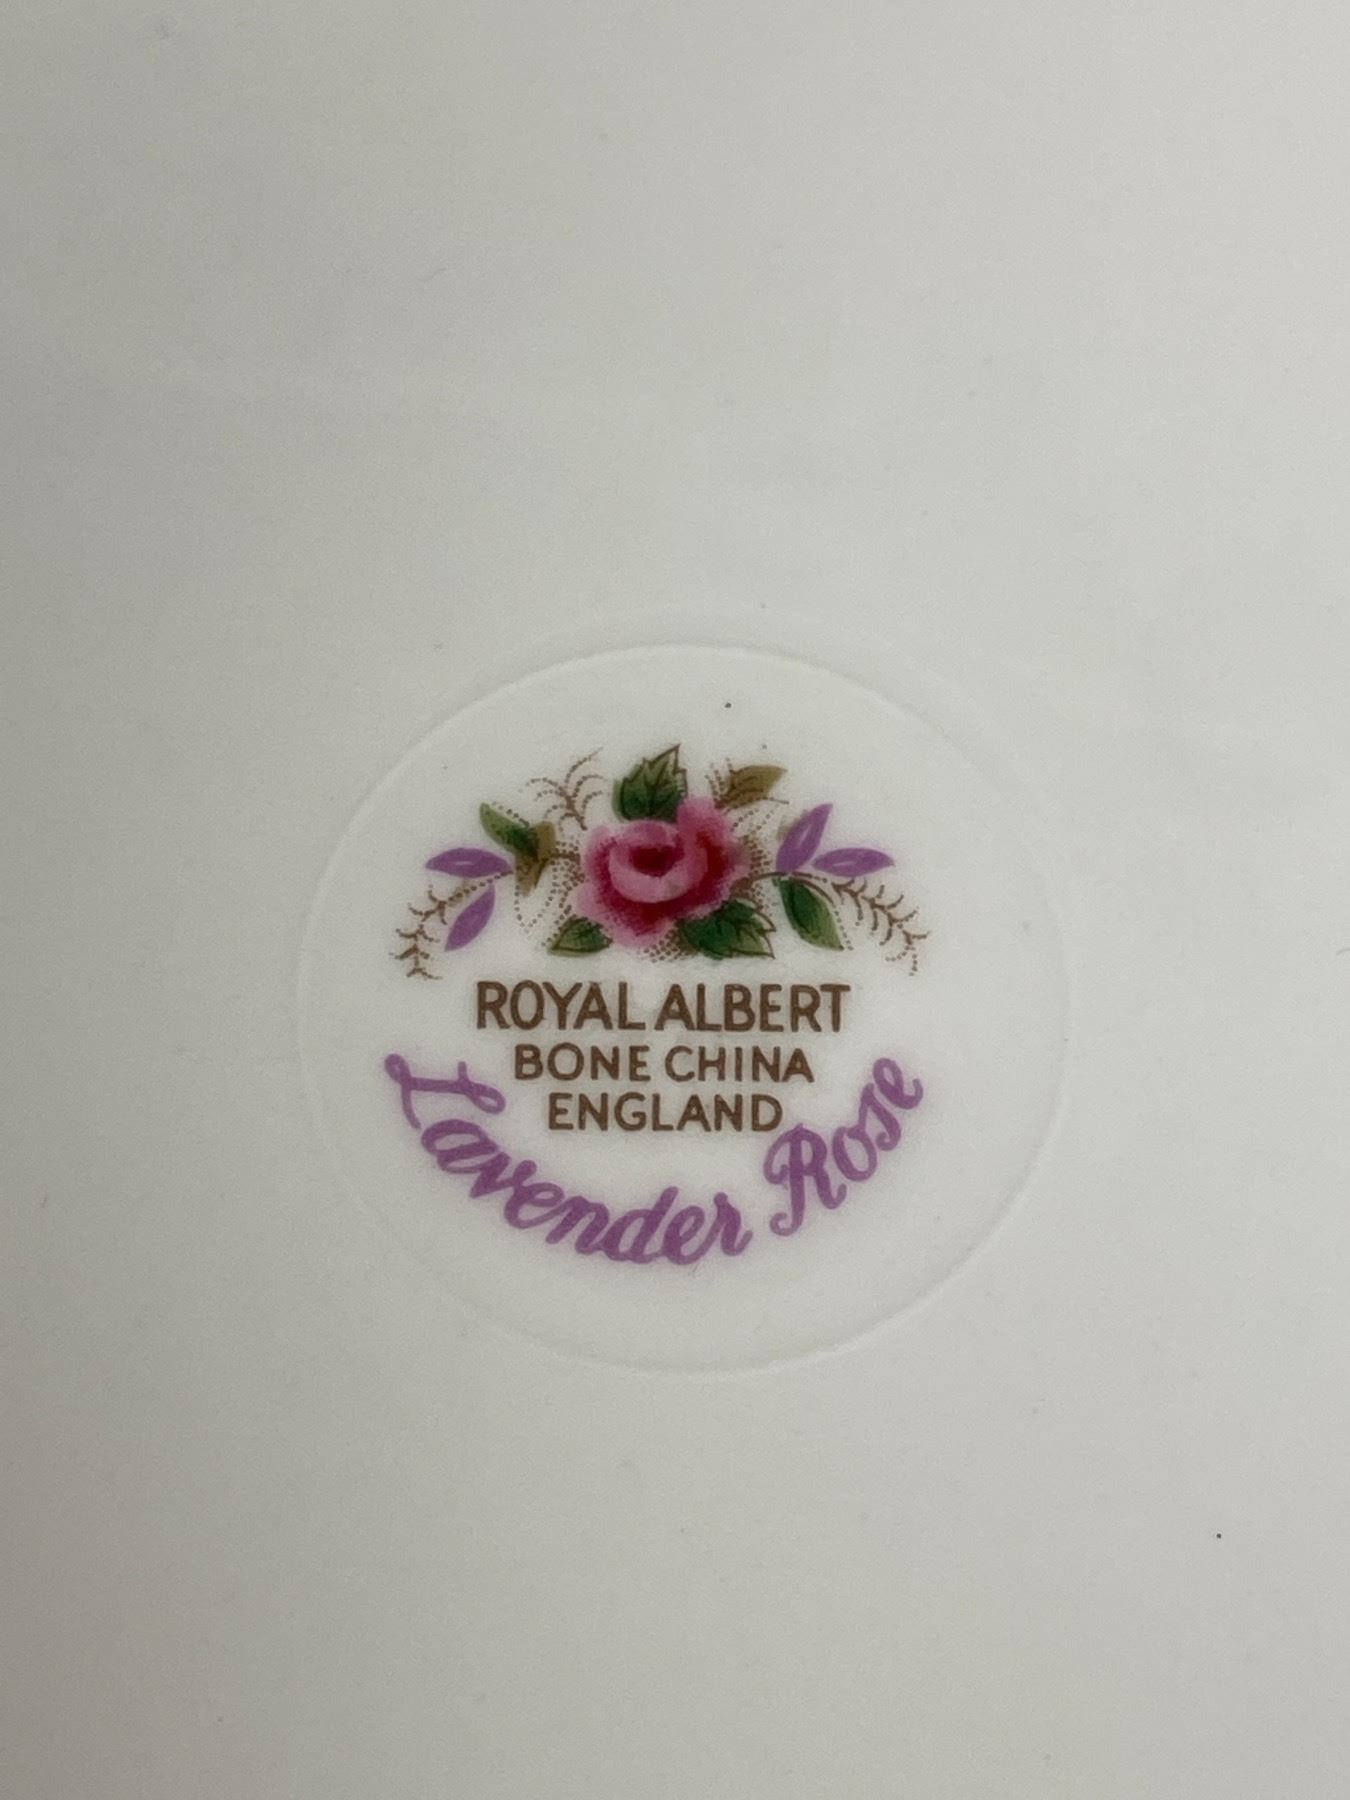 ROYAL ALBERT
BONE CHINA
ENGLAND
Lavender Rose